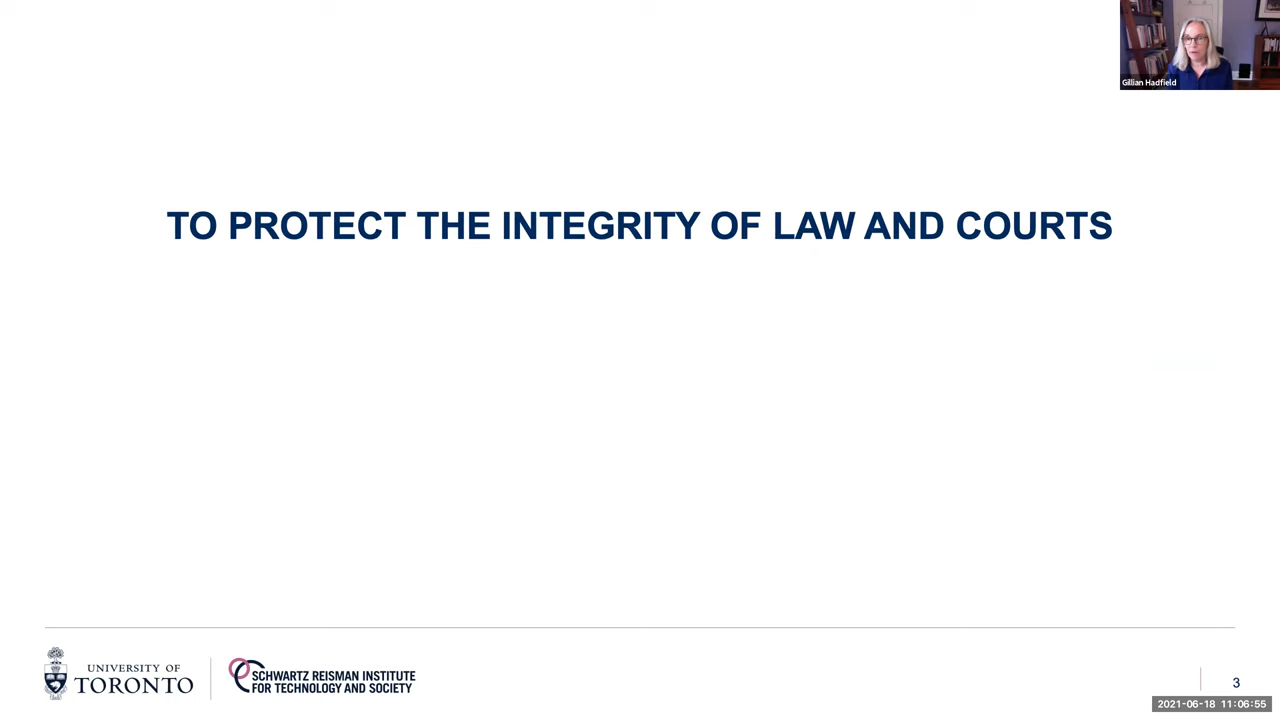 Gillian Hadfield
TO PROTECT THE INTEGRITY OF LAW AND COURTS
UNIVERSITY OF
TORONTO
SCHWARTZ REISMAN INSTITUTE
FOR TECHNOLOGY AND SOCIETY
3
2021-06-18 11:06:55